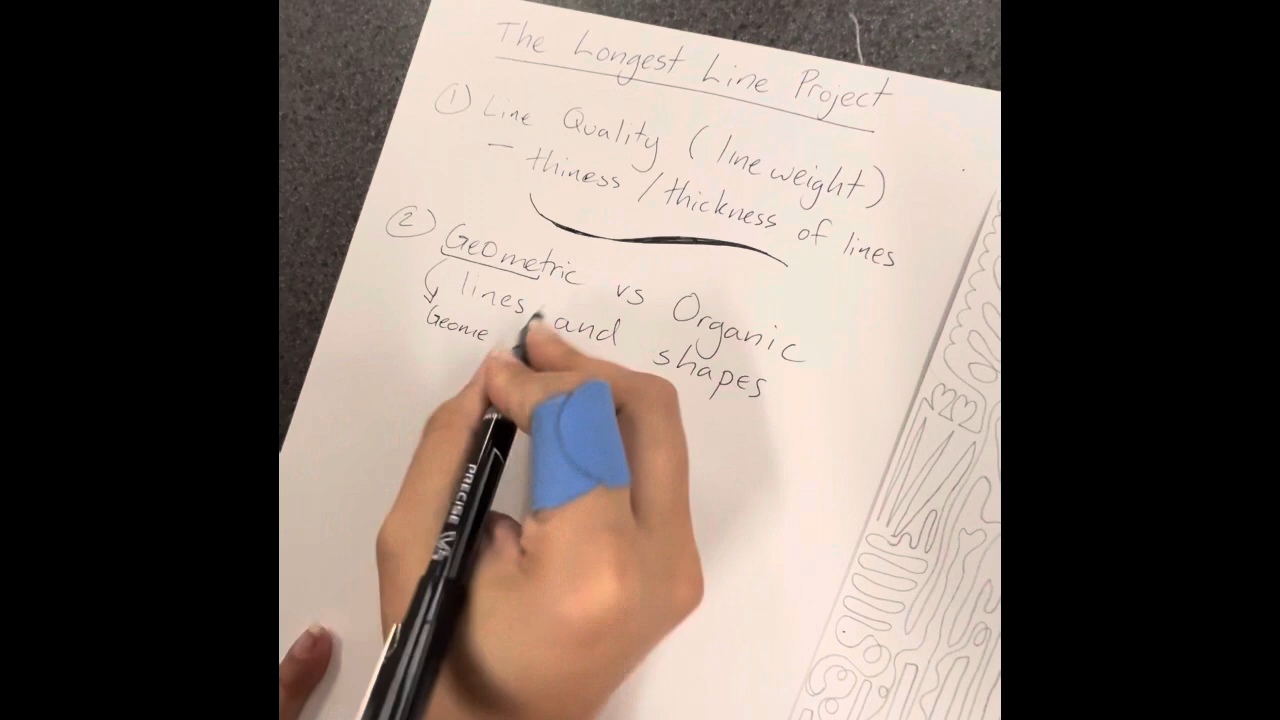 The Longest Line Project
① Line Quality (line weight)
– thiness / thickness of lines
② Geometric vs Organic
lines and shapes
Geome
PRECISE V5